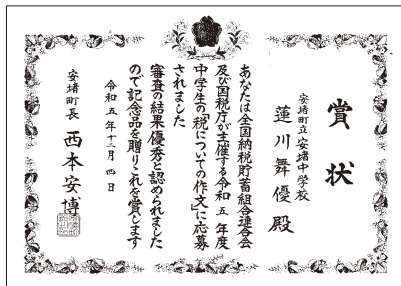 賞状
安堵町立安堵中学校
蓮川舞優殿
あなたは全国納税貯蓄組合連合会
及び国税庁が主催する令和五年度
中学生の「税についての作文」に応募
されました
審査の結果優秀と認められました
ので記念品を贈りこれを賞します
令和五年十二月四日
安堵町長 西本安博